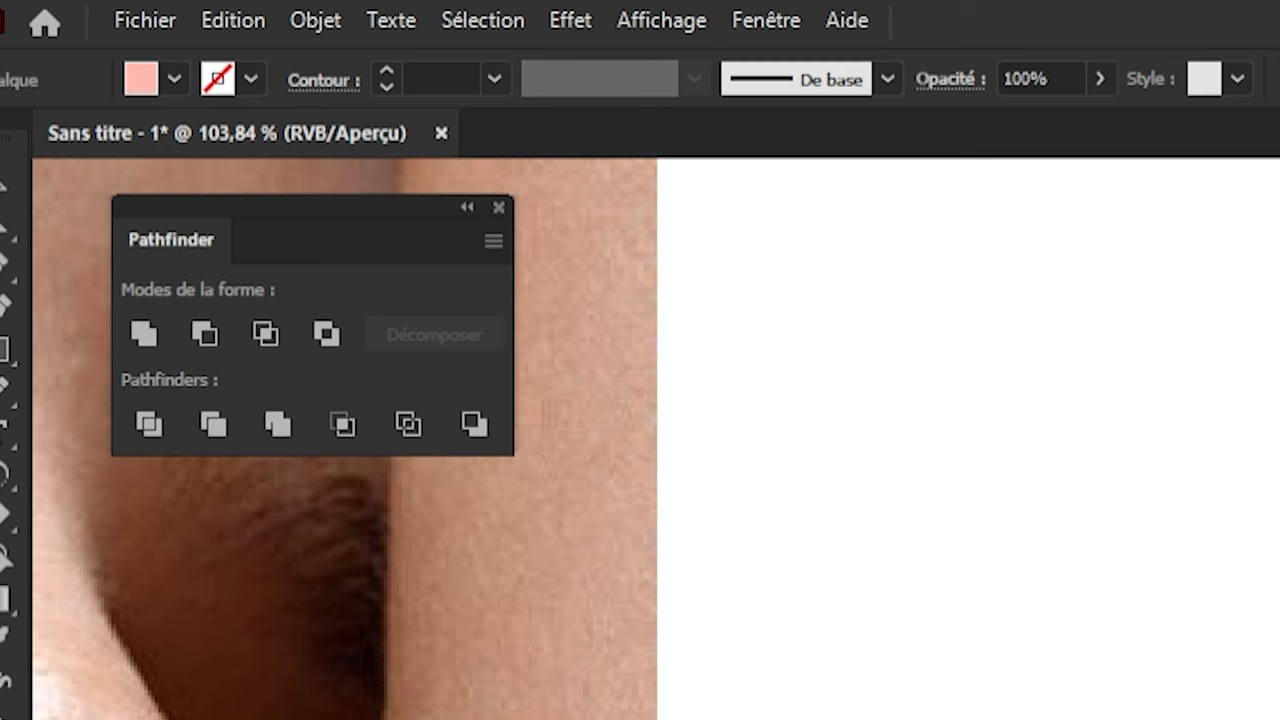 Fichier Edition Objet Texte Sélection Effet Affichage Fenêtre Aide
alque Contour : De base Opacité : 100% Style :
Sans titre - 1* @ 103,84 % (RVB/Aperçu)
Pathfinder
Modes de la forme :
Décomposer
Pathfinders :